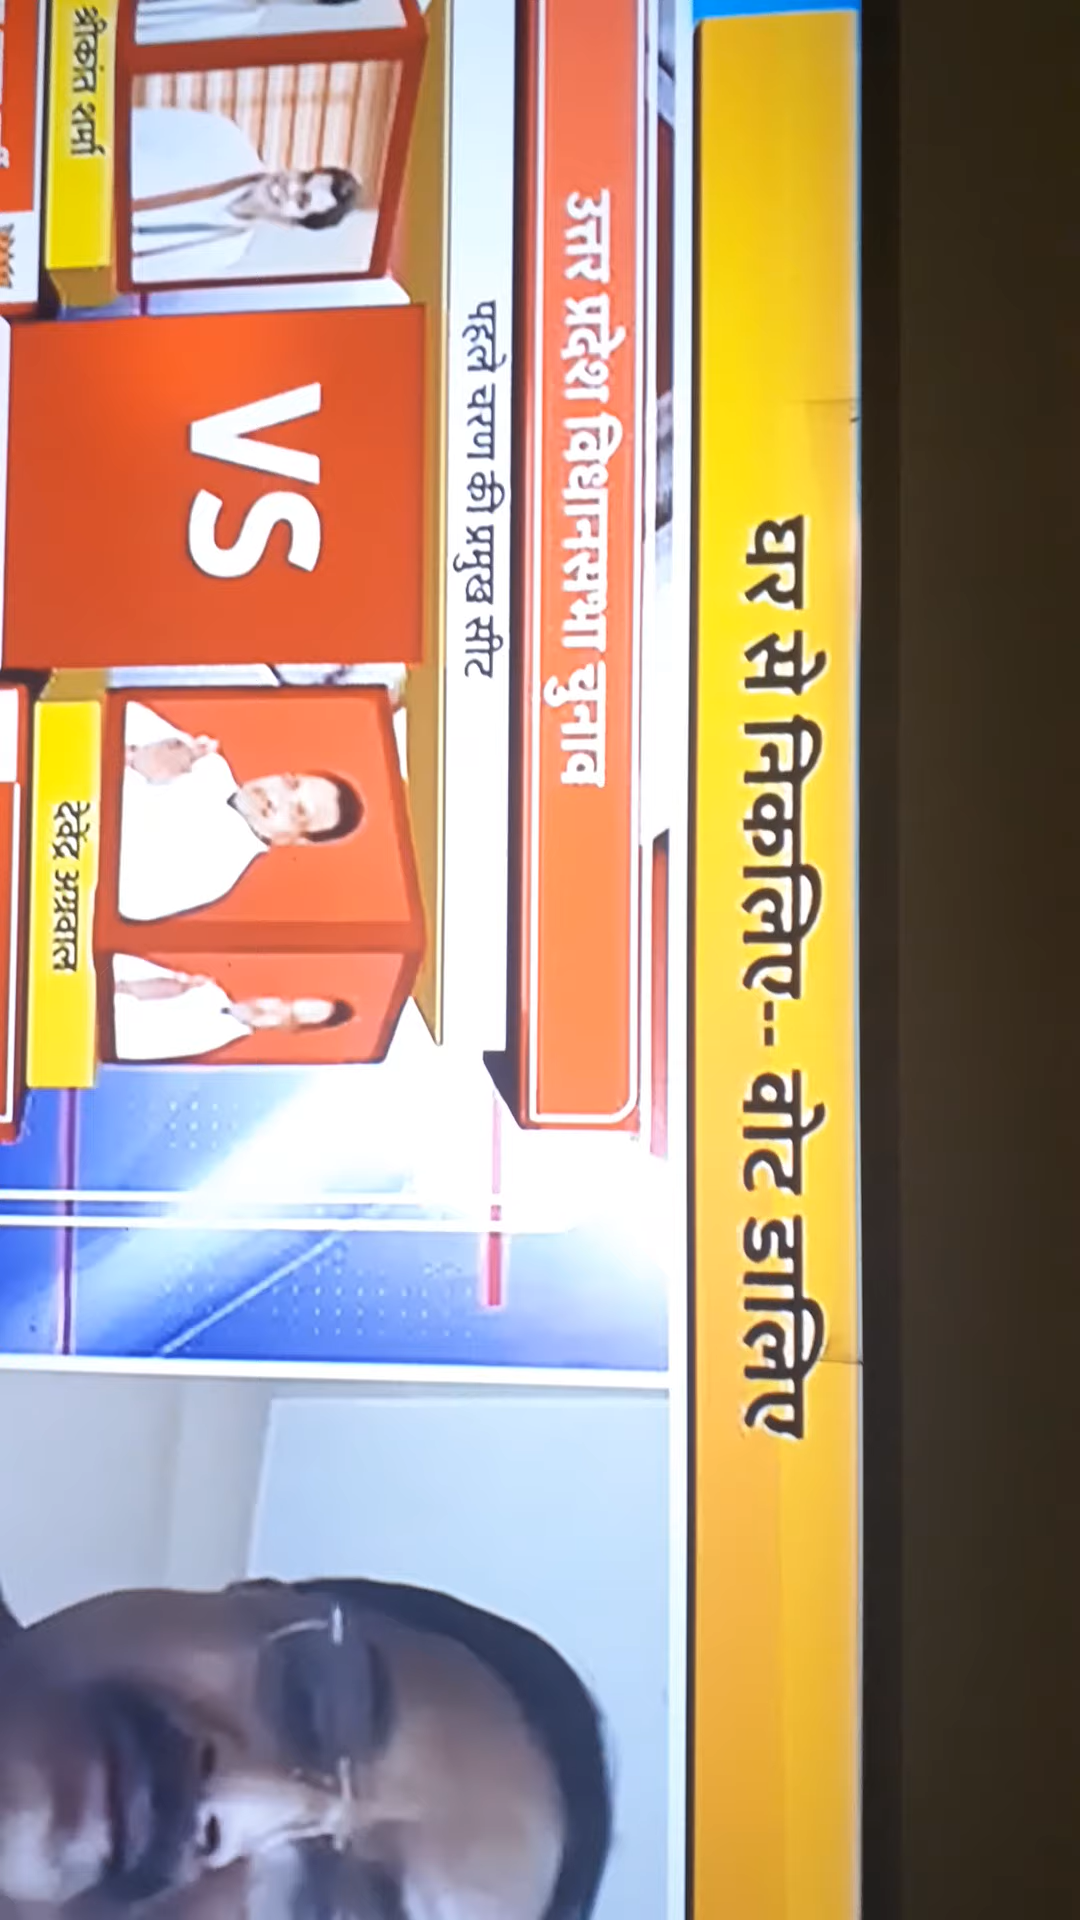 घर से निकलिए-- वोट डालिए
उत्तर प्रदेश विधानसभा चुनाव
पहले चरण की प्रमुख सीट
श्रीकांत शर्मा
VS
देवेंद्र अग्रवाल